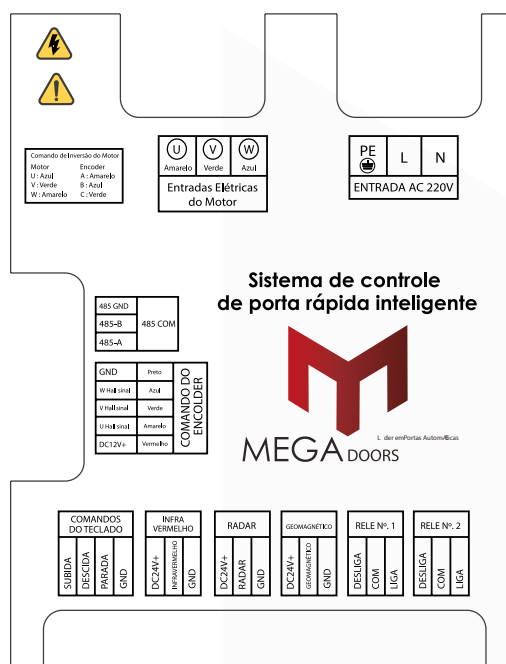 U V W
Amarelo Verde Azul
Entradas Elétricas
do Motor
PE L N
ENTRADA AC 220V
Comando de Inversão do Motor
Motor Encoder
U : Azul A : Amarelo
V : Verde B : Azul
W : Amarelo C : Verde
Sistema de controle
de porta rápida inteligente
485 GND
485-B 485 COM
485-A
GND Preto
W Hall sinal Azul
V Hall sinal Verde
U Hall sinal Amarelo
DC12V+ Vermelho
COMANDO DO
ENCOLDER
MEGA DOORS
L der emPortas Autom
COMANDOS
DO TECLADO
SUBIDA
DESCIDA
PARADA
GND
INFRA
VERMELHO
DC24V+
INFRAVERMELHO
GND
RADAR
DC24V+
RADAR
GND
GEOMAGNÉTICO
DC24V+
GEOMAGNÉTICO
GND
RELE Nº. 1
DESLIGA
COM
LIGA
RELE Nº. 2
DESLIGA
COM
LIGA